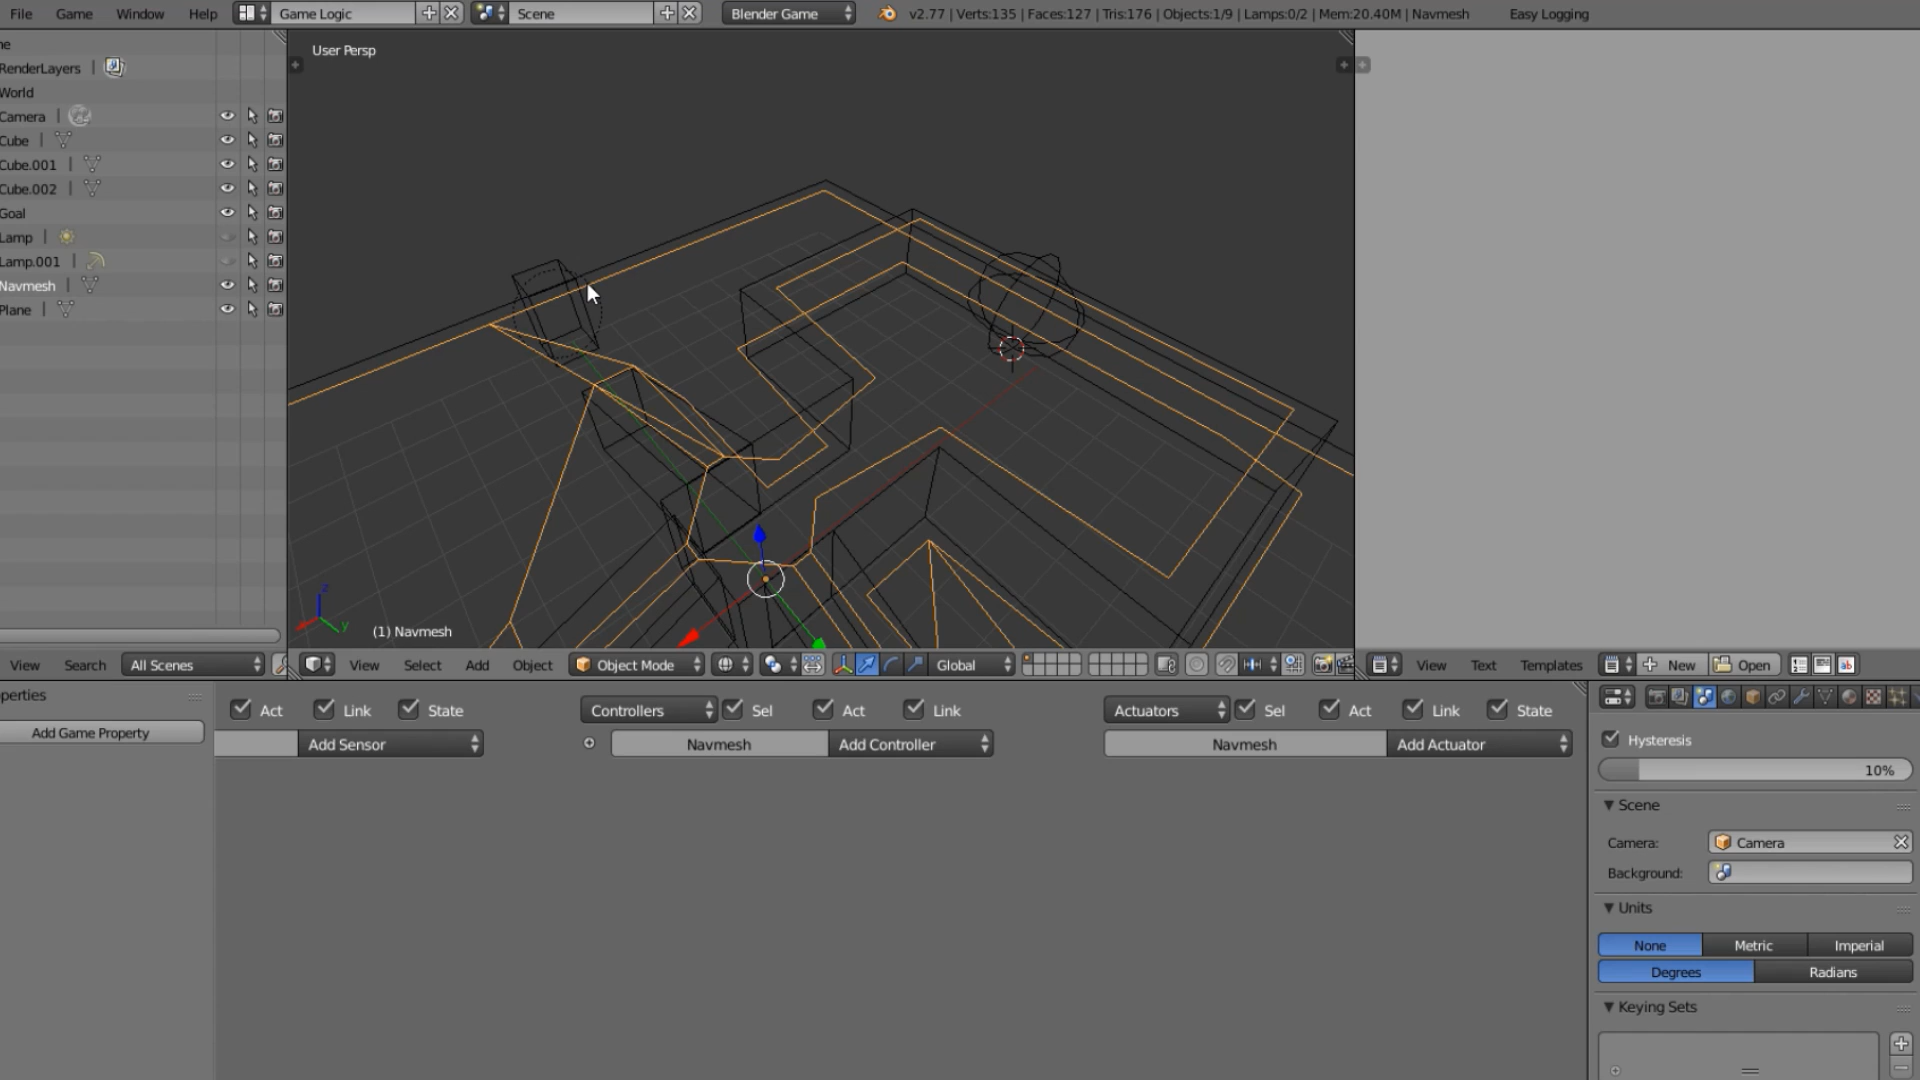 File Game Window Help Game Logic Scene Blender Game v2.77 | Verts:135 | Faces:127 | Tris:176 | Objects:1/9 | Lamps:0/2 | Mem:20.40M | Navmesh Easy Logging
ne
RenderLayers |
World
Camera |
Cube |
Cube.001 |
Cube.002 |
Goal
Lamp |
Lamp.001 |
Navmesh |
Plane |
View Search All Scenes
User Persp
z
y
(1) Navmesh
View Select Add Object Object Mode Global
View Text Templates New Open
perties
Add Game Property
Act Link State
Add Sensor
Controllers Sel Act Link
Navmesh Add Controller
Actuators Sel Act Link State
Navmesh Add Actuator
Hysteresis
10%
Scene
Camera: Camera
Background:
Units
None Metric Imperial
Degrees Radians
Keying Sets